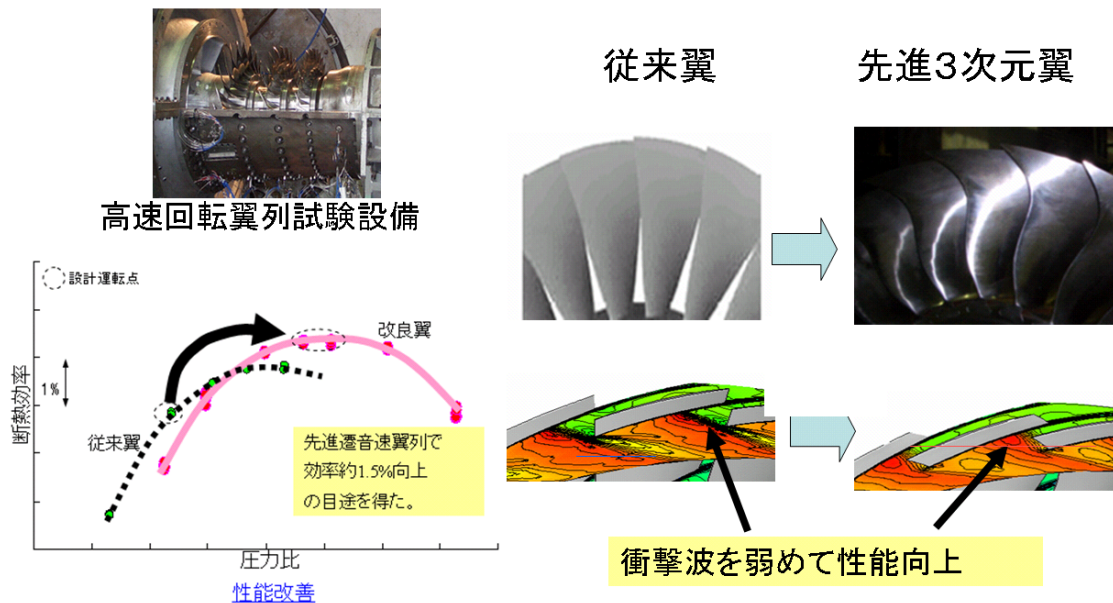 従来翼
先進3次元翼
高速回転翼列試験設備
設計運転点
改良翼
1%
断熱効率
従来翼
先進遷音速翼列で
効率約1.5%向上
の目途を得た。
圧力比
性能改善
衝撃波を弱めて性能向上